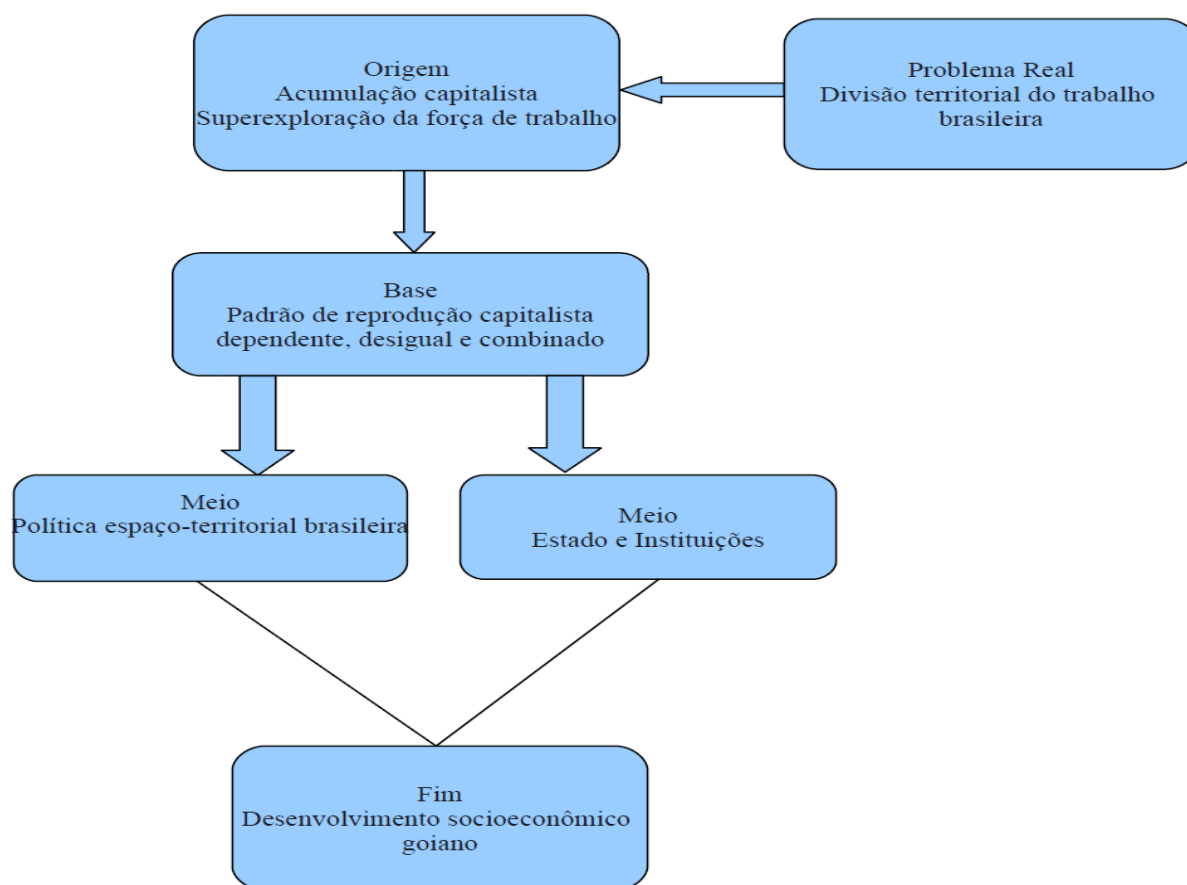 Origem
Acumulação capitalista
Superexploração da força de trabalho
Problema Real
Divisão territorial do trabalho
brasileira
Base
Padrão de reprodução capitalista
dependente, desigual e combinado
Meio
Política espaço-territorial brasileira
Meio
Estado e Instituições
Fim
Desenvolvimento socioeconômico
goiano